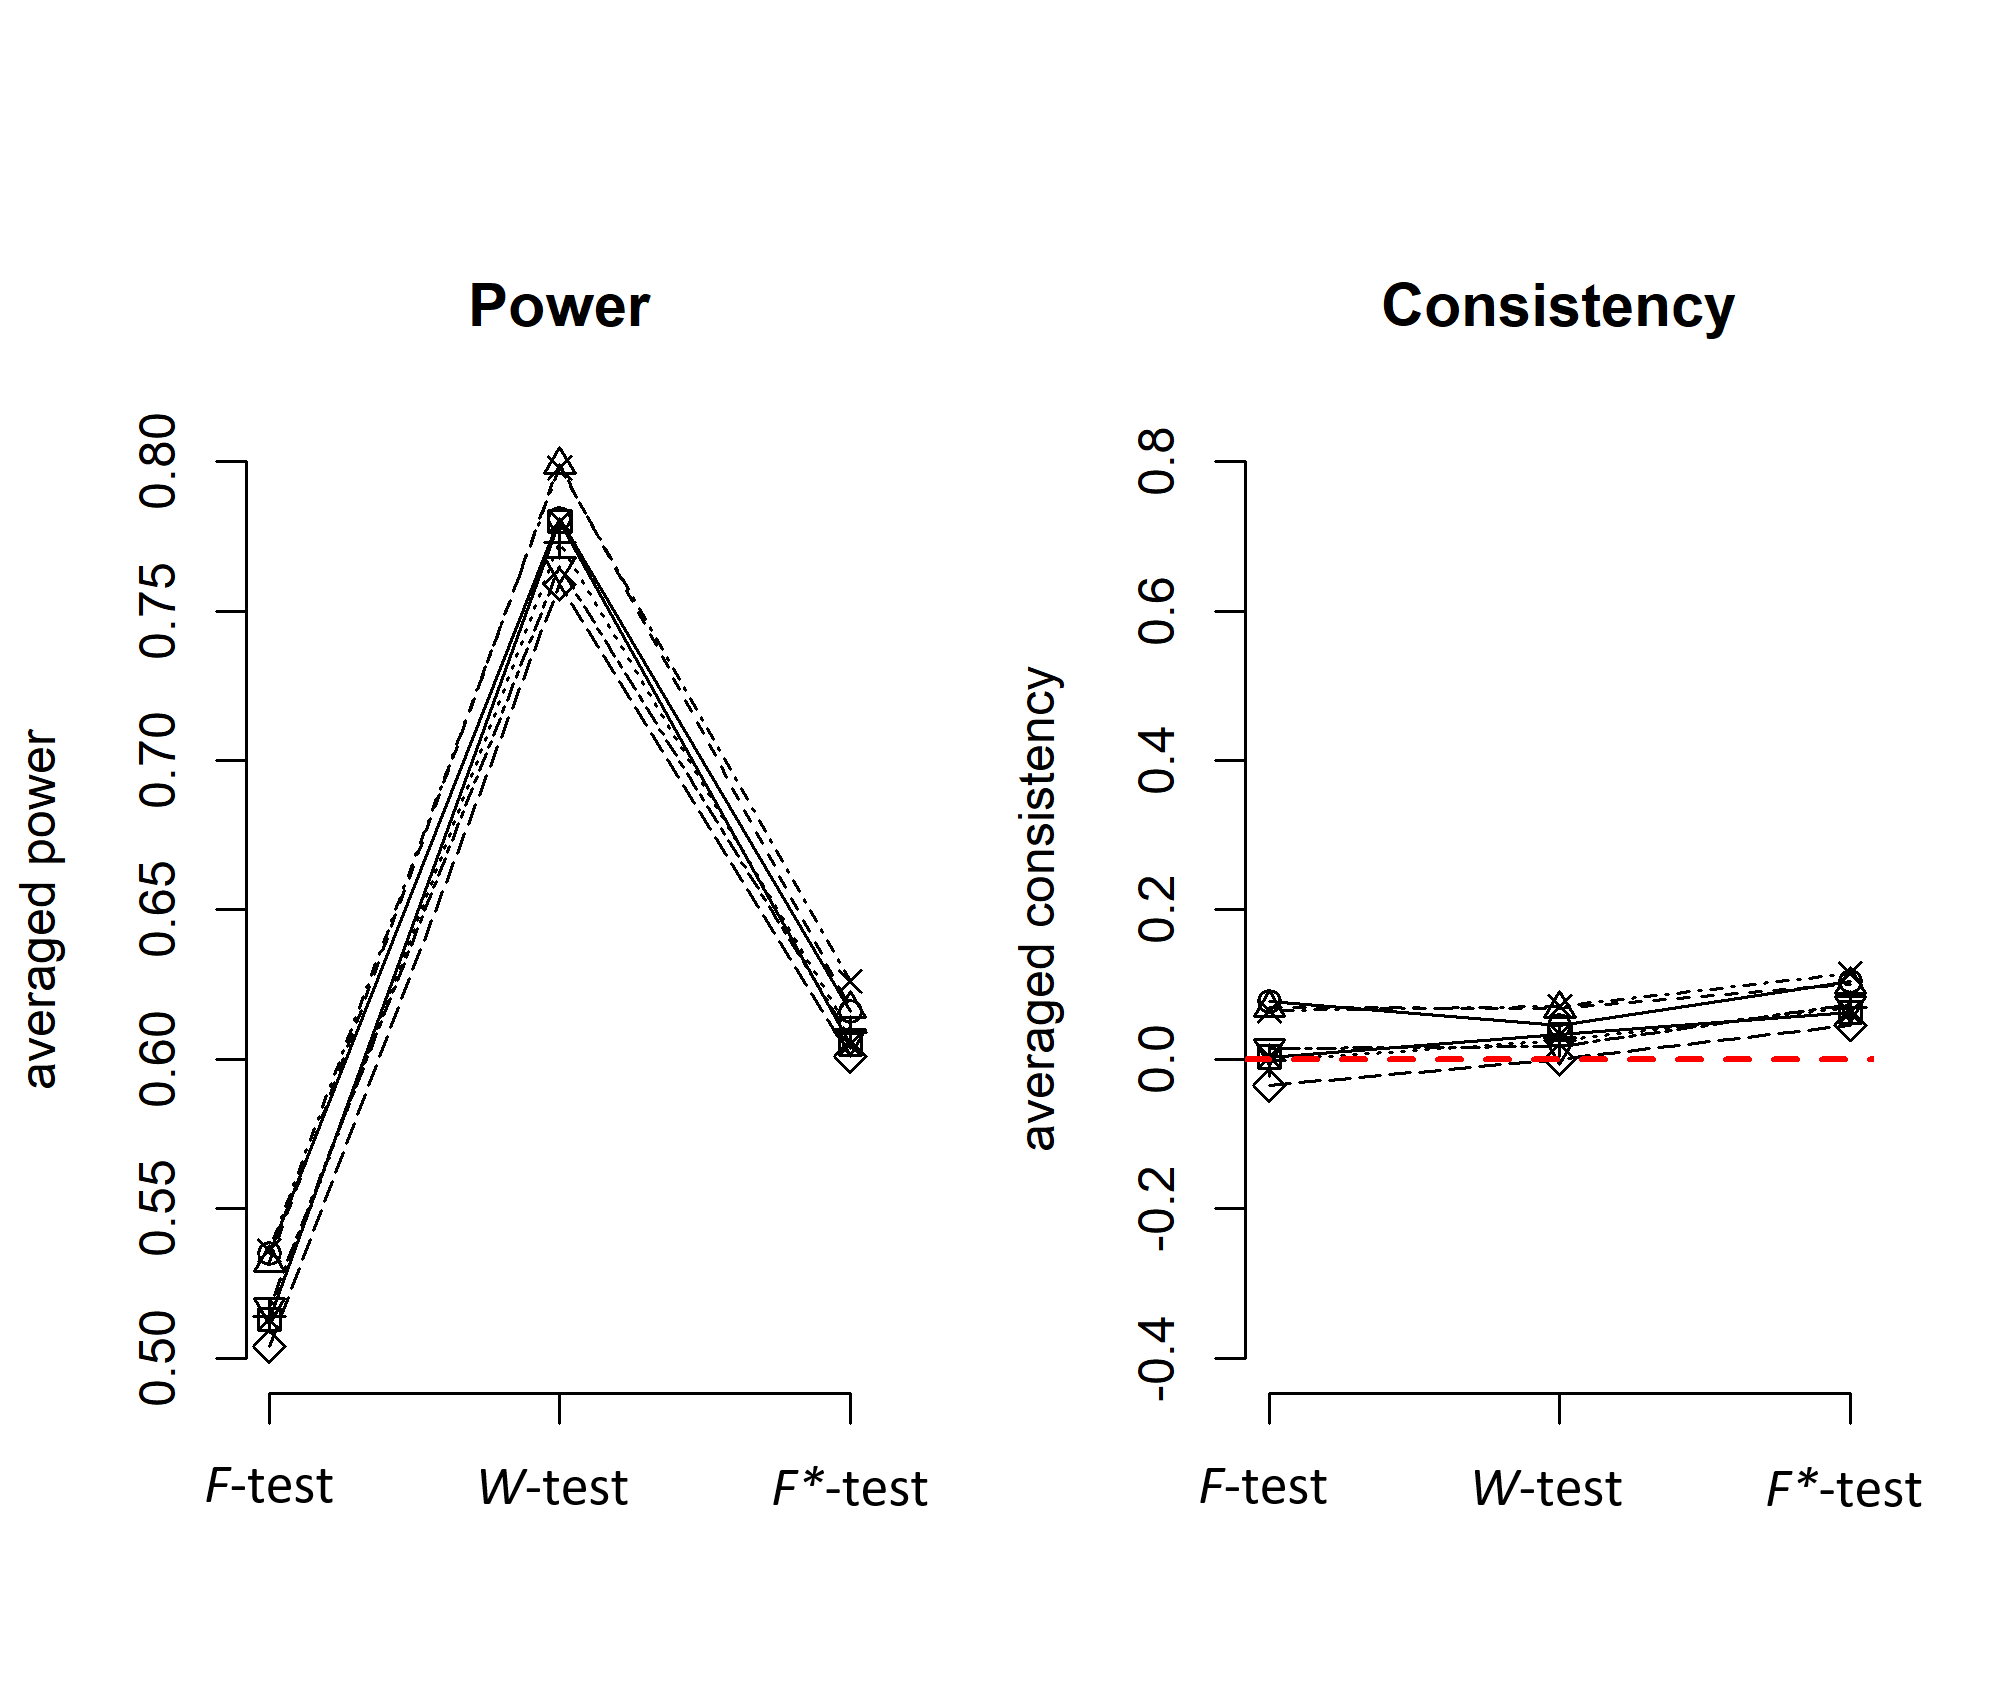 Power
averaged power
0.80
0.75
0.70
0.65
0.60
0.55
0.50
F-test W-test F*-test
Consistency
averaged consistency
0.8
0.6
0.4
0.2
0.0
-0.2
-0.4
F-test W-test F*-test